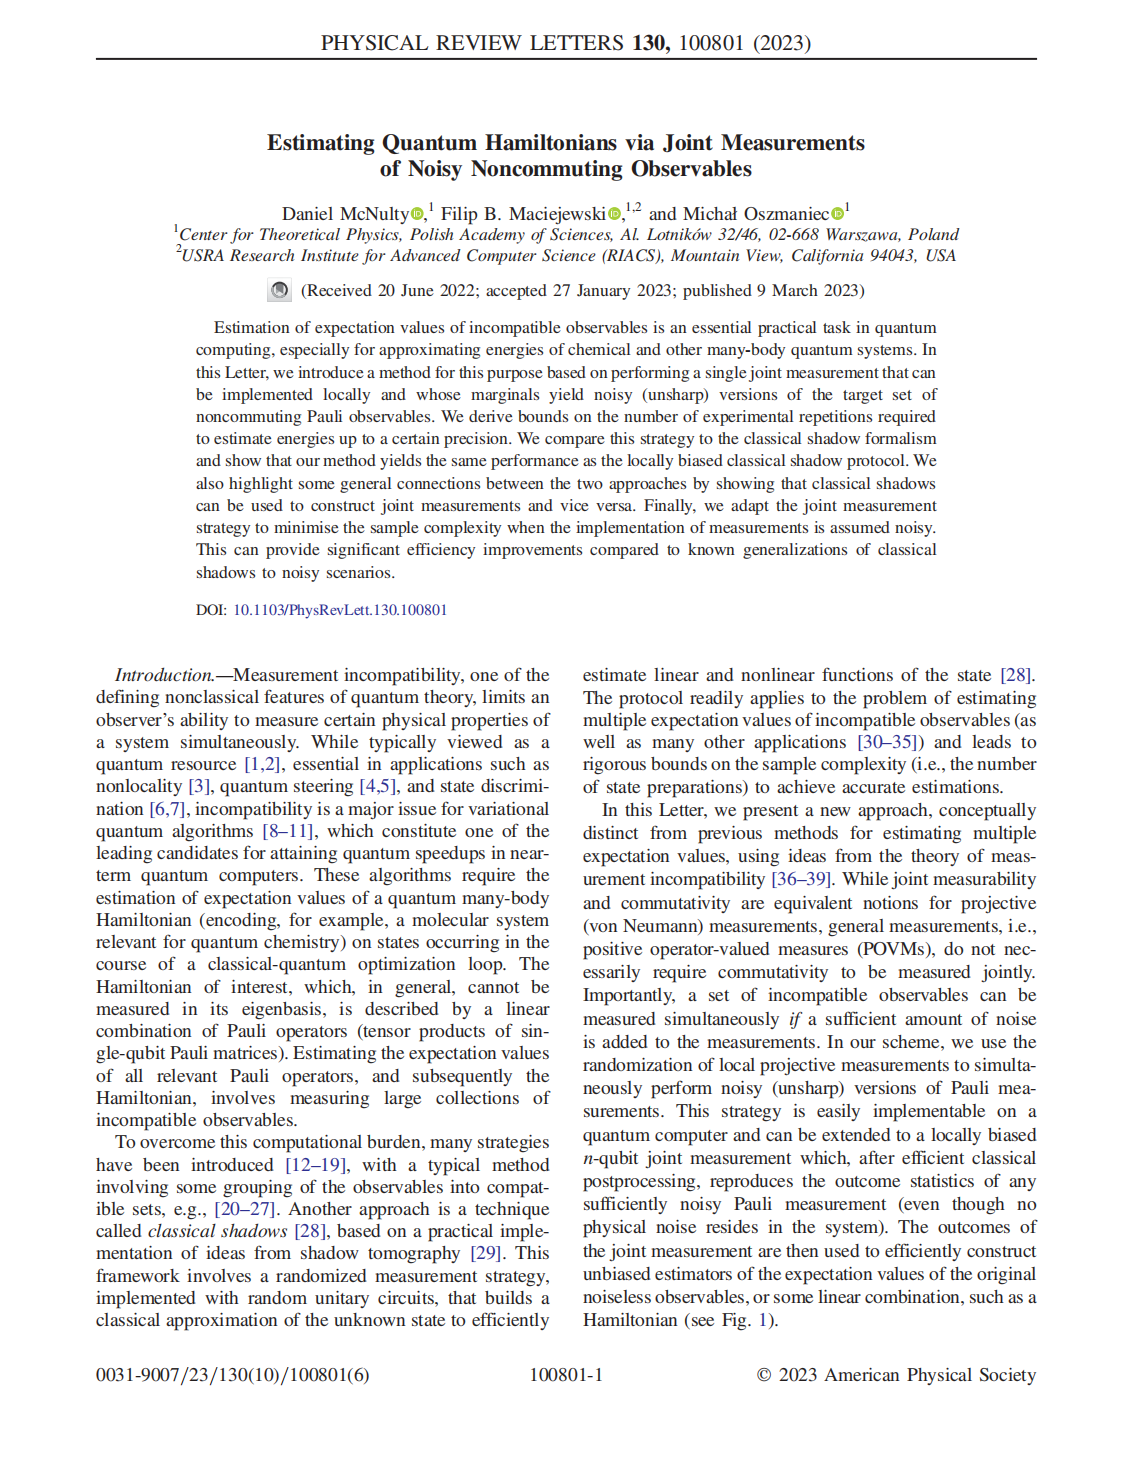 PHYSICAL REVIEW LETTERS 130, 100801 (2023)
Estimating Quantum Hamiltonians via Joint Measurements
of Noisy Noncommuting Observables
Daniel McNulty,1 Filip B. Maciejewski,1,2 and Michał Oszmaniec1
1Center for Theoretical Physics, Polish Academy of Sciences, Al. Lotników 32/46, 02-668 Warszawa, Poland
2USRA Research Institute for Advanced Computer Science (RIACS), Mountain View, California 94043, USA
(Received 20 June 2022; accepted 27 January 2023; published 9 March 2023)
Estimation of expectation values of incompatible observables is an essential practical task in quantum
computing, especially for approximating energies of chemical and other many-body quantum systems. In
this Letter, we introduce a method for this purpose based on performing a single joint measurement that can
be implemented locally and whose marginals yield noisy (unsharp) versions of the target set of
noncommuting Pauli observables. We derive bounds on the number of experimental repetitions required
to estimate energies up to a certain precision. We compare this strategy to the classical shadow formalism
and show that our method yields the same performance as the locally biased classical shadow protocol. We
also highlight some general connections between the two approaches by showing that classical shadows
can be used to construct joint measurements and vice versa. Finally, we adapt the joint measurement
strategy to minimise the sample complexity when the implementation of measurements is assumed noisy.
This can provide significant efficiency improvements compared to known generalizations of classical
shadows to noisy scenarios.
DOI: 10.1103/PhysRevLett.130.100801
Introduction.—Measurement incompatibility, one of the
defining nonclassical features of quantum theory, limits an
observer's ability to measure certain physical properties of
a system simultaneously. While typically viewed as a
quantum resource [1,2], essential in applications such as
nonlocality [3], quantum steering [4,5], and state discrimi-
nation [6,7], incompatibility is a major issue for variational
quantum algorithms [8–11], which constitute one of the
leading candidates for attaining quantum speedups in near-
term quantum computers. These algorithms require the
estimation of expectation values of a quantum many-body
Hamiltonian (encoding, for example, a molecular system
relevant for quantum chemistry) on states occurring in the
course of a classical-quantum optimization loop. The
Hamiltonian of interest, which, in general, cannot be
measured in its eigenbasis, is described by a linear
combination of Pauli operators (tensor products of sin-
gle-qubit Pauli matrices). Estimating the expectation values
of all relevant Pauli operators, and subsequently the
Hamiltonian, involves measuring large collections of
incompatible observables.
To overcome this computational burden, many strategies
have been introduced [12–19], with a typical method
involving some grouping of the observables into compat-
ible sets, e.g., [20–27]. Another approach is a technique
called classical shadows [28], based on a practical imple-
mentation of ideas from shadow tomography [29]. This
framework involves a randomized measurement strategy,
implemented with random unitary circuits, that builds a
classical approximation of the unknown state to efficiently
estimate linear and nonlinear functions of the state [28].
The protocol readily applies to the problem of estimating
multiple expectation values of incompatible observables (as
well as many other applications [30–35]) and leads to
rigorous bounds on the sample complexity (i.e., the number
of state preparations) to achieve accurate estimations.
In this Letter, we present a new approach, conceptually
distinct from previous methods for estimating multiple
expectation values, using ideas from the theory of meas-
urement incompatibility [36–39]. While joint measurability
and commutativity are equivalent notions for projective
(von Neumann) measurements, general measurements, i.e.,
positive operator-valued measures (POVMs), do not nec-
essarily require commutativity to be measured jointly.
Importantly, a set of incompatible observables can be
measured simultaneously if a sufficient amount of noise
is added to the measurements. In our scheme, we use the
randomization of local projective measurements to simulta-
neously perform noisy (unsharp) versions of Pauli mea-
surements. This strategy is easily implementable on a
quantum computer and can be extended to a locally biased
n-qubit joint measurement which, after efficient classical
postprocessing, reproduces the outcome statistics of any
sufficiently noisy Pauli measurement (even though no
physical noise resides in the system). The outcomes of
the joint measurement are then used to efficiently construct
unbiased estimators of the expectation values of the original
noiseless observables, or some linear combination, such as a
Hamiltonian (see Fig. 1).
0031-9007/23/130(10)/100801(6)
100801-1
© 2023 American Physical Society